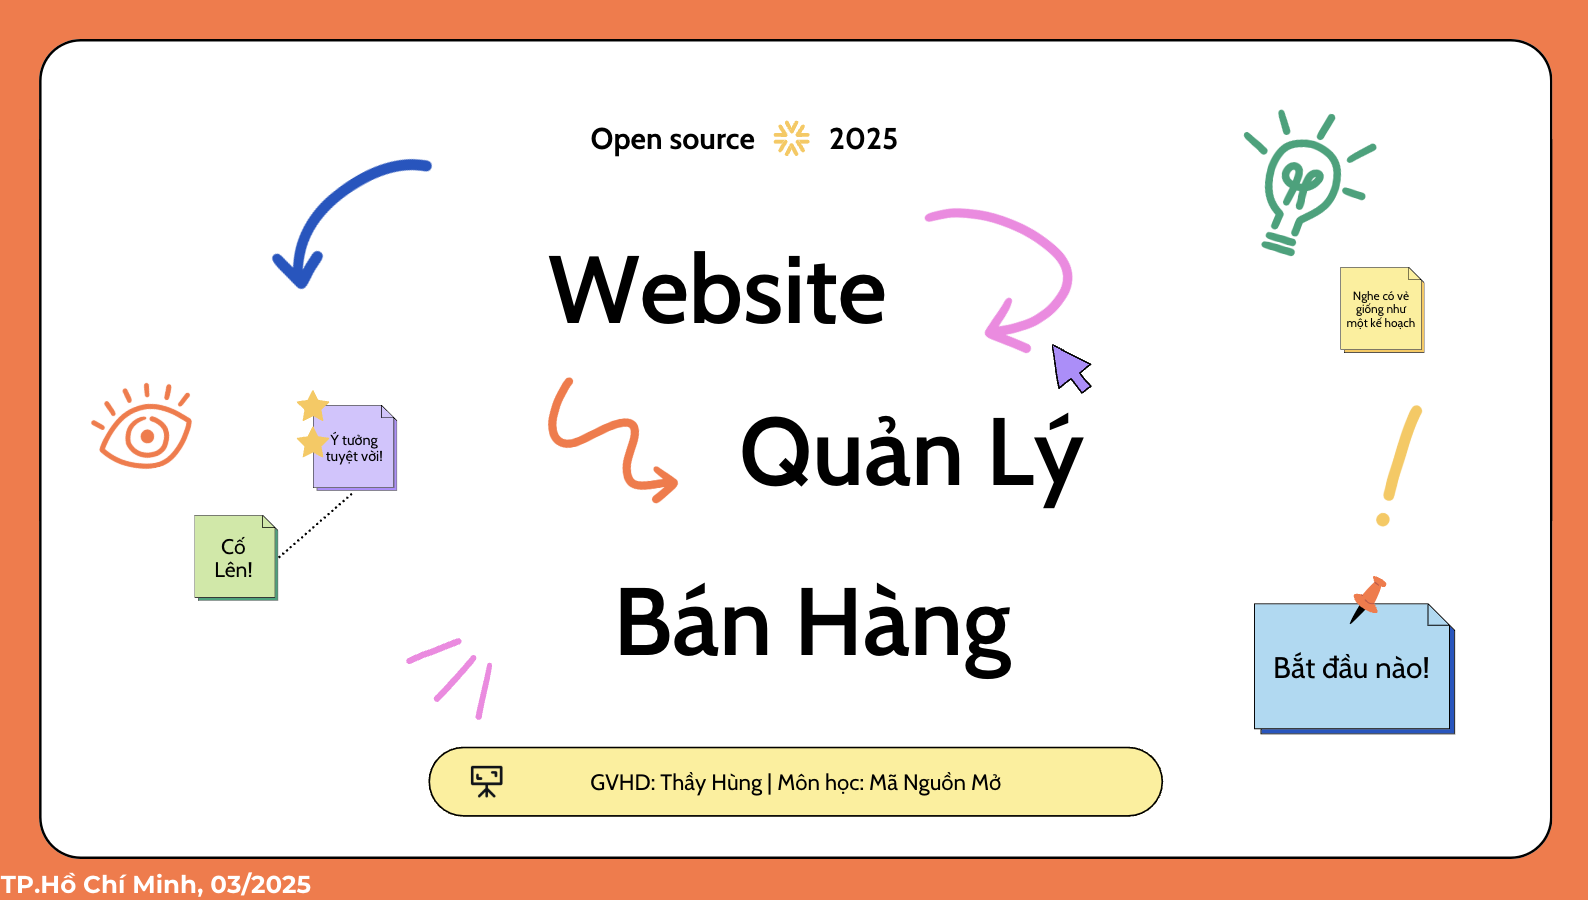 Open source 2025
Website
Quản Lý
Bán Hàng
Nghe có vẻ
giống như
một kế hoạch
Ý tưởng
tuyệt vời!
Cố
Lên!
Bắt đầu nào!
GVHD: Thầy Hùng | Môn học: Mã Nguồn Mở
TP.Hồ Chí Minh, 03/2025